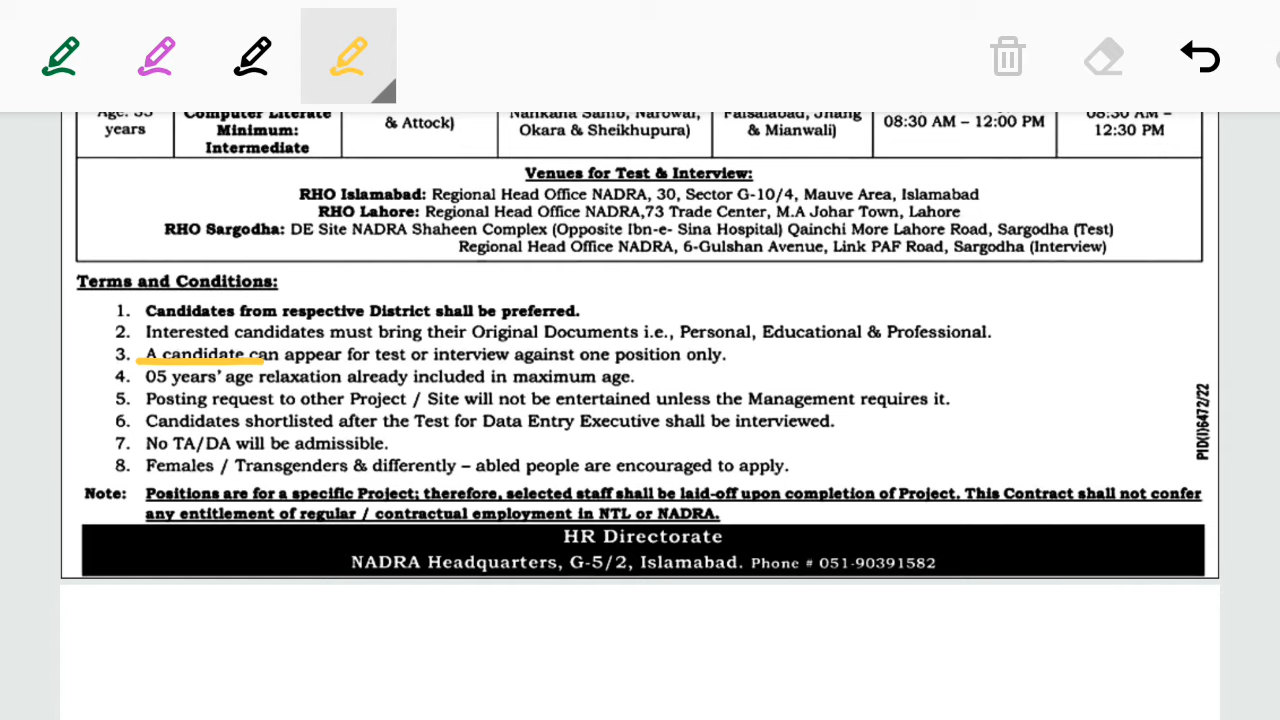 Age: 35
years
Computer Literate
Minimum:
Intermediate
& Attock)
Nankana Sahib, Narowal,
Okara & Sheikhupura)
Faisalabad, Jhang
& Mianwali)
08:30 AM – 12:00 PM
08:30 AM –
12:30 PM
Venues for Test & Interview:
RHO Islamabad: Regional Head Office NADRA, 30, Sector G-10/4, Mauve Area, Islamabad
RHO Lahore: Regional Head Office NADRA,73 Trade Center, M.A Johar Town, Lahore
RHO Sargodha: DE Site NADRA Shaheen Complex (Opposite Ibn-e- Sina Hospital) Qainchi More Lahore Road, Sargodha (Test)
Regional Head Office NADRA, 6-Gulshan Avenue, Link PAF Road, Sargodha (Interview)
Terms and Conditions:
1. Candidates from respective District shall be preferred.
2. Interested candidates must bring their Original Documents i.e., Personal, Educational & Professional.
3. A candidate can appear for test or interview against one position only.
4. 05 years' age relaxation already included in maximum age.
5. Posting request to other Project / Site will not be entertained unless the Management requires it.
6. Candidates shortlisted after the Test for Data Entry Executive shall be interviewed.
7. No TA/DA will be admissible.
8. Females / Transgenders & differently – abled people are encouraged to apply.
PID(I)6472/22
Note: Positions are for a specific Project; therefore, selected staff shall be laid-off upon completion of Project. This Contract shall not confer
any entitlement of regular / contractual employment in NTL or NADRA.
HR Directorate
NADRA Headquarters, G-5/2, Islamabad. Phone # 051-90391582